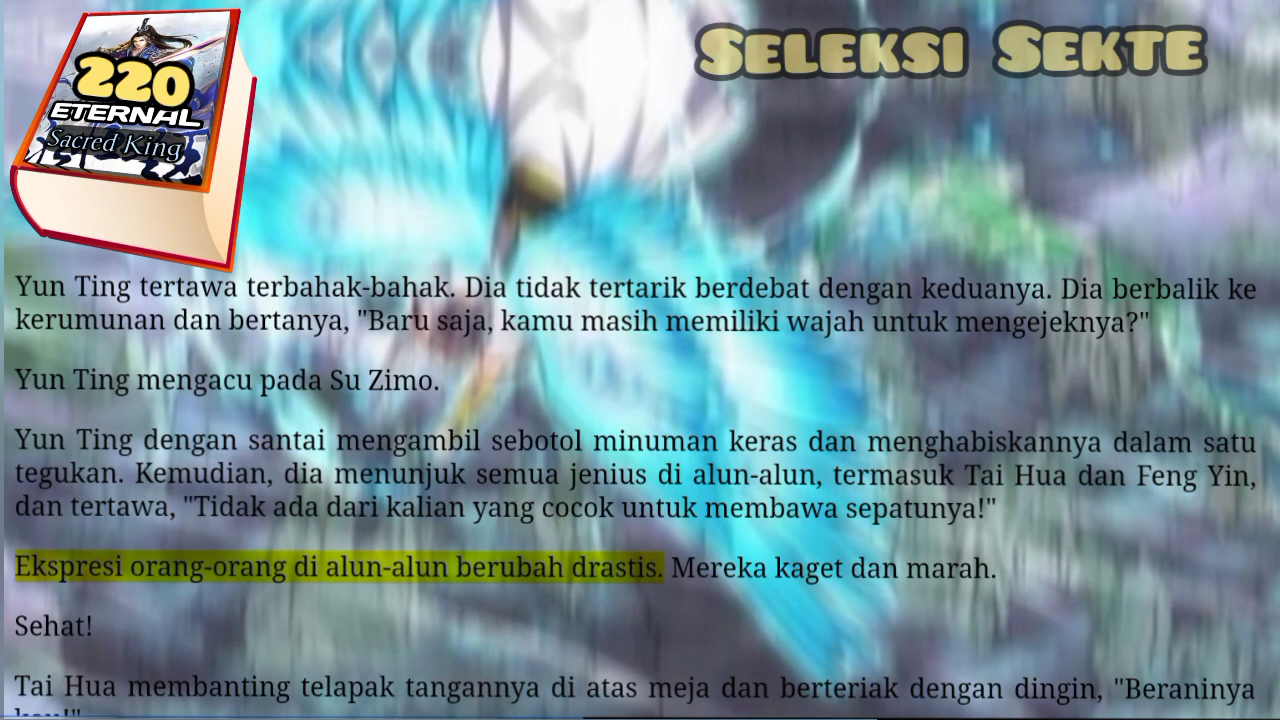 220
ETERNAL
Sacred King
Seleksi Sekte
Yun Ting tertawa terbahak-bahak. Dia tidak tertarik berdebat dengan keduanya. Dia berbalik ke
kerumunan dan bertanya, "Baru saja, kamu masih memiliki wajah untuk mengejeknya?"
Yun Ting mengacu pada Su Zimo.
Yun Ting dengan santai mengambil sebotol minuman keras dan menghabiskannya dalam satu
tegukan. Kemudian, dia menunjuk semua jenius di alun-alun, termasuk Tai Hua dan Feng Yin,
dan tertawa, "Tidak ada dari kalian yang cocok untuk membawa sepatunya!"
Ekspresi orang-orang di alun-alun berubah drastis. Mereka kaget dan marah.
Sehat!
Tai Hua membanting telapak tangannya di atas meja dan berteriak dengan dingin, "Beraninya